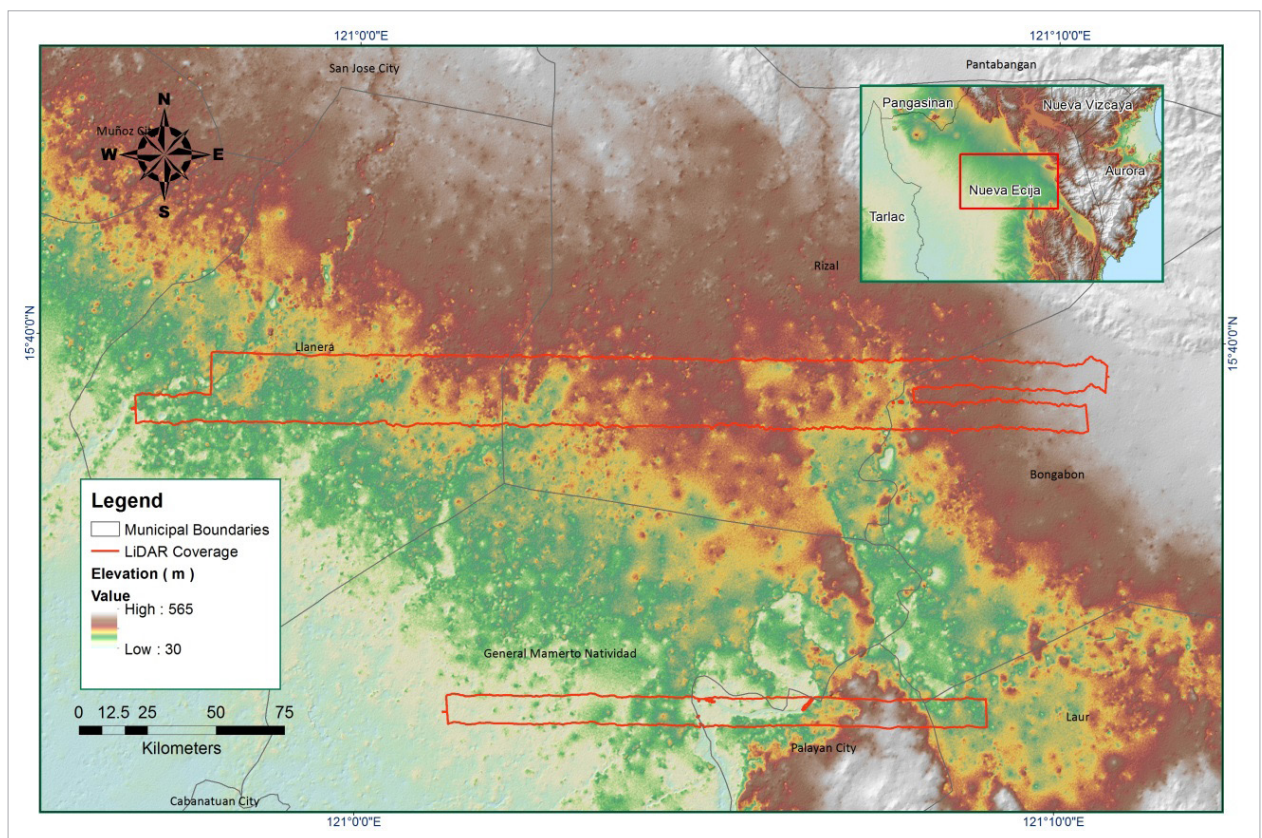 121°0'0"E
121°10'0"E
San Jose City
Pantabangan
N
Muñoz City
W
E
S
Pangasinan
Nueva Vizcaya
Aurora
Nueva Ecija
Tarlac
Rizal
15°40'0"N
15°40'0"N
Llanera
Bongabon
Legend
Municipal Boundaries
LiDAR Coverage
Elevation ( m )
Value
High : 565
Low : 30
General Mamerto Natividad
0 12.5 25 50 75
Kilometers
Laur
Palayan City
Cabanatuan City
121°0'0"E
121°10'0"E